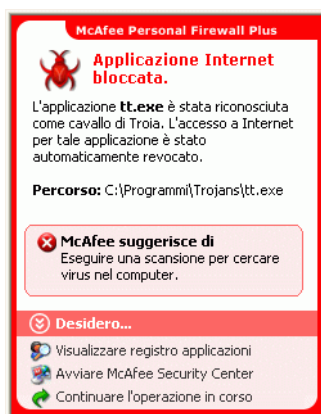 McAfee Personal Firewall Plus
Applicazione Internet
bloccata.
L'applicazione tt.exe è stata riconosciuta
come cavallo di Troia. L'accesso a Internet
per tale applicazione è stato
automaticamente revocato.
Percorso: C:\Programmi\Trojans\tt.exe
McAfee suggerisce di
Eseguire una scansione per cercare
virus nel computer.
Desidero...
Visualizzare registro applicazioni
Avviare McAfee Security Center
Continuare l'operazione in corso